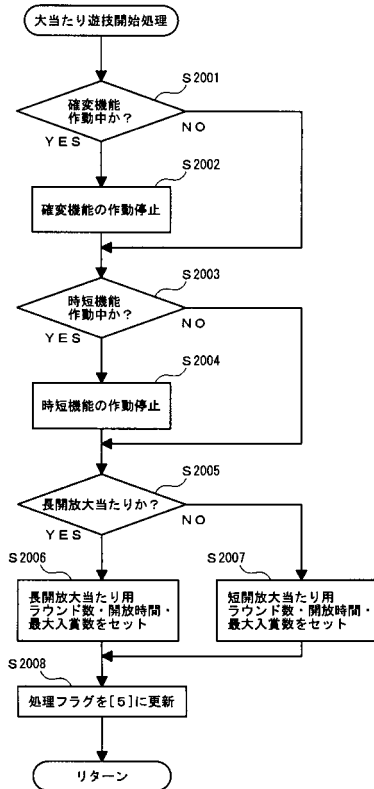 大当たり遊技開始処理
S2001
確変機能
作動中か？
YES
NO
S2002
確変機能の作動停止
S2003
時短機能
作動中か？
YES
NO
S2004
時短機能の作動停止
S2005
長開放大当たりか？
YES
NO
S2006
長開放大当たり用
ラウンド数・開放時間・
最大入賞数をセット
S2007
短開放大当たり用
ラウンド数・開放時間・
最大入賞数をセット
S2008
処理フラグを[5]に更新
リターン